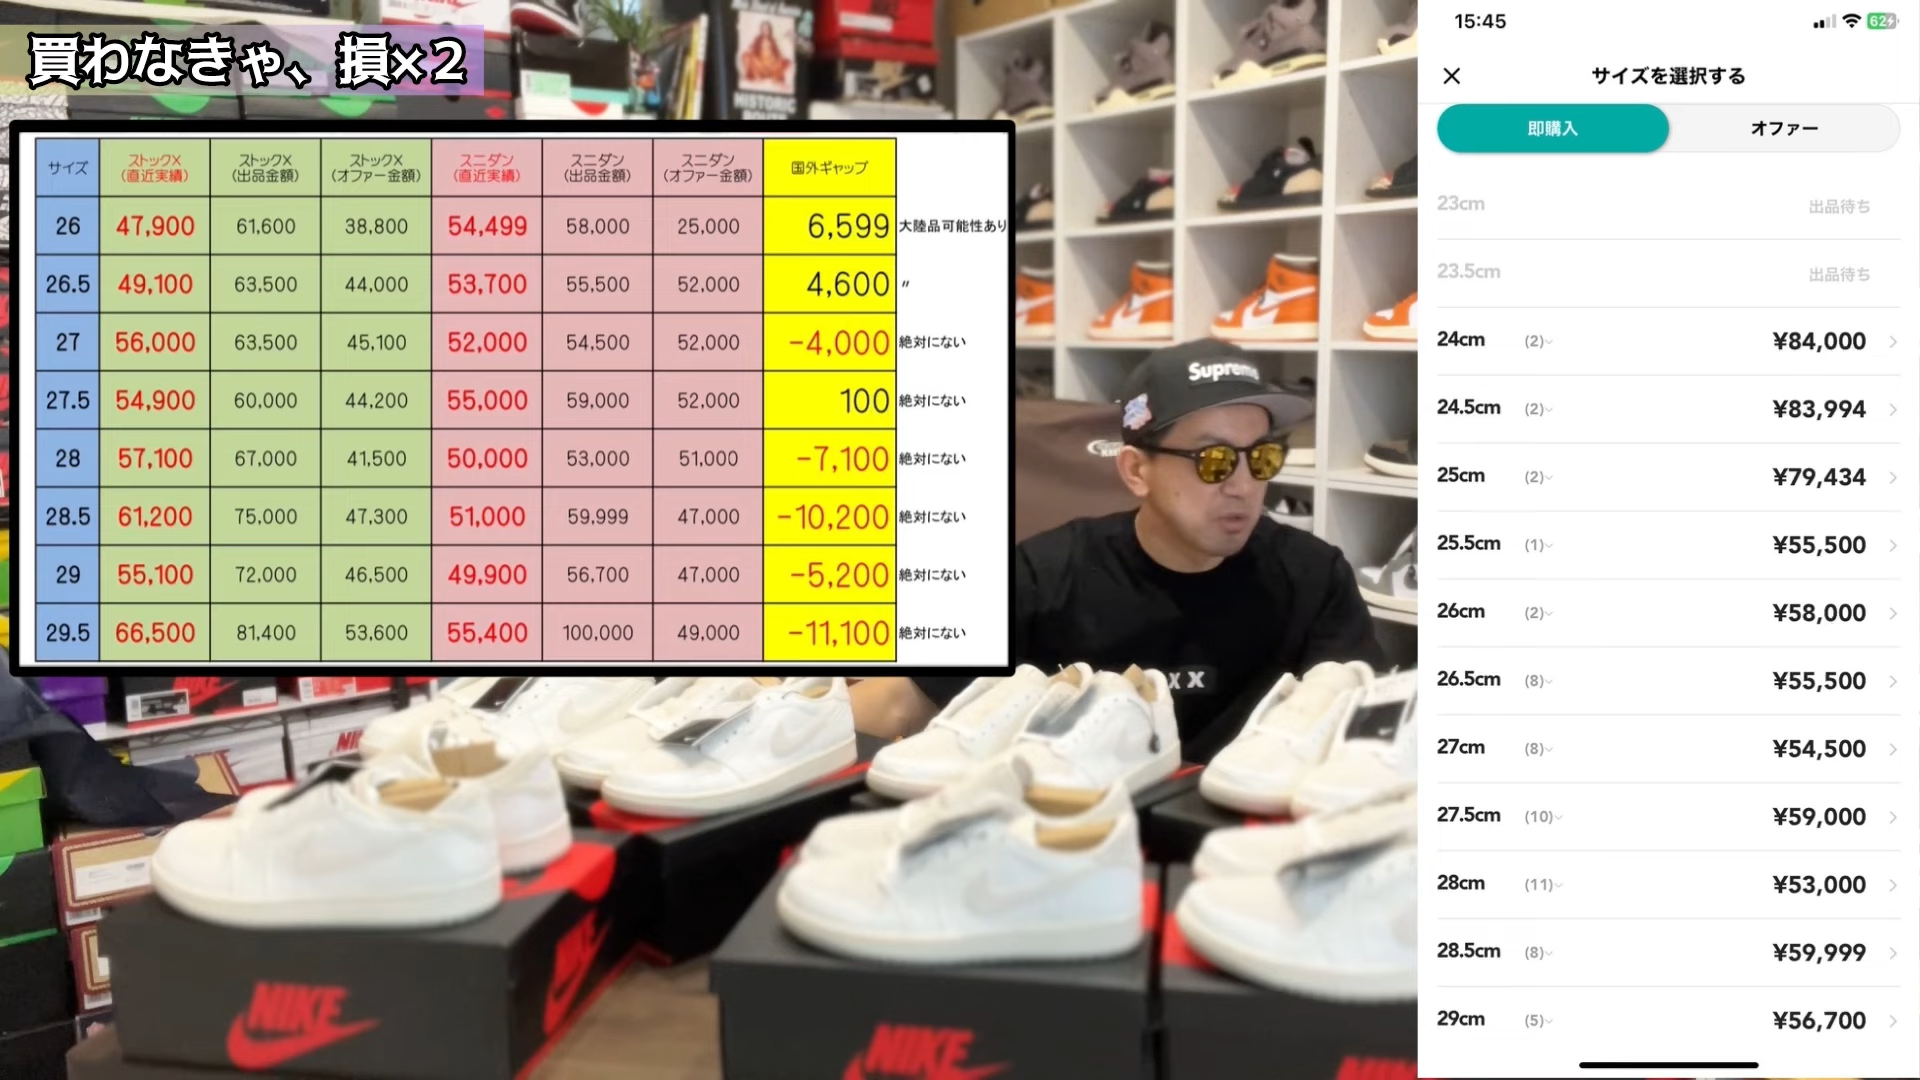 買わなきゃ、損×2
HISTORIC
サイズ ストックX（直近実績） ストックX（出品金額） ストックX（オファー金額） スニダン（直近実績） スニダン（出品金額） スニダン（オファー金額） 国外ギャップ
26 47,900 61,600 38,800 54,499 58,000 25,000 6,599 大陸品可能性あり
26.5 49,100 63,500 44,000 53,700 55,500 52,000 4,600 〃
27 56,000 63,500 45,100 52,000 54,500 52,000 -4,000 絶対にない
27.5 54,900 60,000 44,200 55,000 59,000 52,000 100 絶対にない
28 57,100 67,000 41,500 50,000 53,000 51,000 -7,100 絶対にない
28.5 61,200 75,000 47,300 51,000 59,999 47,000 -10,200 絶対にない
29 55,100 72,000 46,500 49,900 56,700 47,000 -5,200 絶対にない
29.5 66,500 81,400 53,600 55,400 100,000 49,000 -11,100 絶対にない
Supreme
X X
NIKE
NIKE
NIKE
15:45 62
サイズを選択する
即購入 オファー
23cm 出品待ち
23.5cm 出品待ち
24cm (2) ¥84,000
24.5cm (2) ¥83,994
25cm (2) ¥79,434
25.5cm (1) ¥55,500
26cm (2) ¥58,000
26.5cm (8) ¥55,500
27cm (8) ¥54,500
27.5cm (10) ¥59,000
28cm (11) ¥53,000
28.5cm (8) ¥59,999
29cm (5) ¥56,700